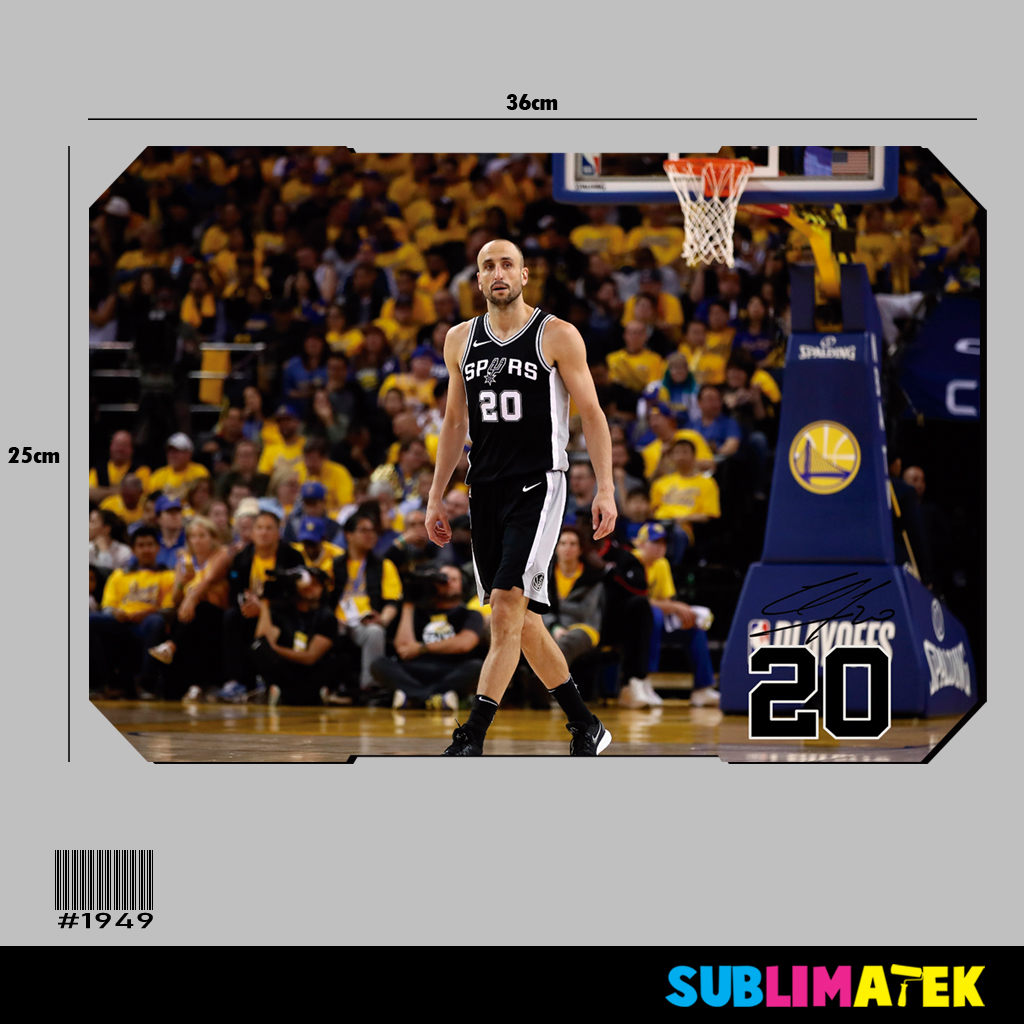 36cm
25cm
SPURS
20
SPALDING
PLAYOFFS
SPALDING
20
#1949
SUBLIMATEK